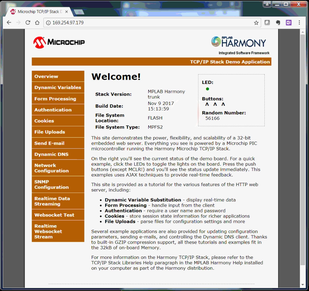 Microchip TCP/IP Stack
169.254.97.179
MICROCHIP
MPLAB
HARMONY
Integrated Software Framework
TCP/IP Stack Demo Application
Overview
Dynamic Variables
Form Processing
Authentication
Cookies
File Uploads
Send E-mail
Dynamic DNS
Network
Configuration
SNMP
Configuration
Realtime Data
Streaming
Websocket Test
Realtime
Websocket
Stream
Welcome!
Stack Version: MPLAB Harmony
trunk
Build Date: Nov 9 2017
15:13:59
File System
Location: FLASH
File System Type: MPFS2
LED:
Buttons:
Random Number:
56166
This site demonstrates the power, flexibility, and scalability of a 32-bit
embedded web server. Everything you see is powered by a Microchip PIC
microcontroller running the Harmony Microchip TCP/IP Stack.
On the right you'll see the current status of the demo board. For a quick
example, click the LEDs to toggle the lights on the board. Press the push
buttons (except MCLR!) and you'll see the status update immediately. This
examples uses AJAX techniques to provide real-time feedback.
This site is provided as a tutorial for the various features of the HTTP web
server, including:
• Dynamic Variable Substitution - display real-time data
• Form Processing - handle input from the client
• Authentication - require a user name and password
• Cookies - store session state information for richer applications
• File Uploads - parse files for configuration settings and more
Several example applications are also provided for updating configuration
parameters, sending e-mails, and controlling the Dynamic DNS client. Thanks
to built-in GZIP compression support, all these tutorials and examples fit in
the 32kB of on-board Memory.
For more information on the Harmony TCP/IP Stack, please refer to the
TCP/IP Stack Libraries Help paragraph in the MPLAB Harmony Help installed
on your computer as part of the Harmony distribution.